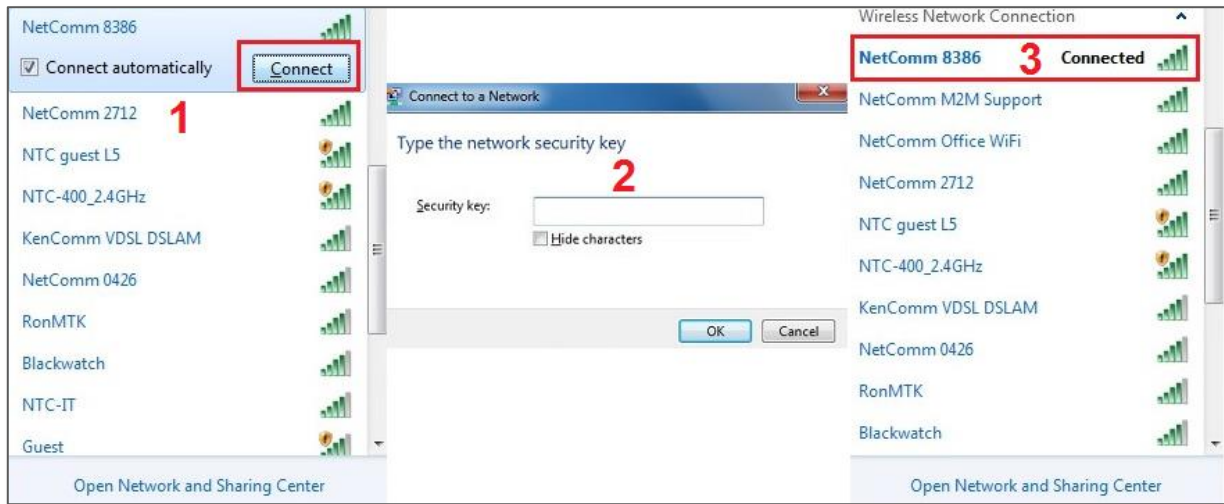 NetComm 8386
Connect automatically
Connect
NetComm 2712
1
NTC guest L5
NTC-400_2.4GHz
KenComm VDSL DSLAM
NetComm 0426
RonMTK
Blackwatch
NTC-IT
Guest
Open Network and Sharing Center
Connect to a Network
Type the network security key
2
Security key:
Hide characters
OK
Cancel
Wireless Network Connection
NetComm 8386 3 Connected
NetComm M2M Support
NetComm Office WiFi
NetComm 2712
NTC guest L5
NTC-400_2.4GHz
KenComm VDSL DSLAM
NetComm 0426
RonMTK
Blackwatch
Open Network and Sharing Center